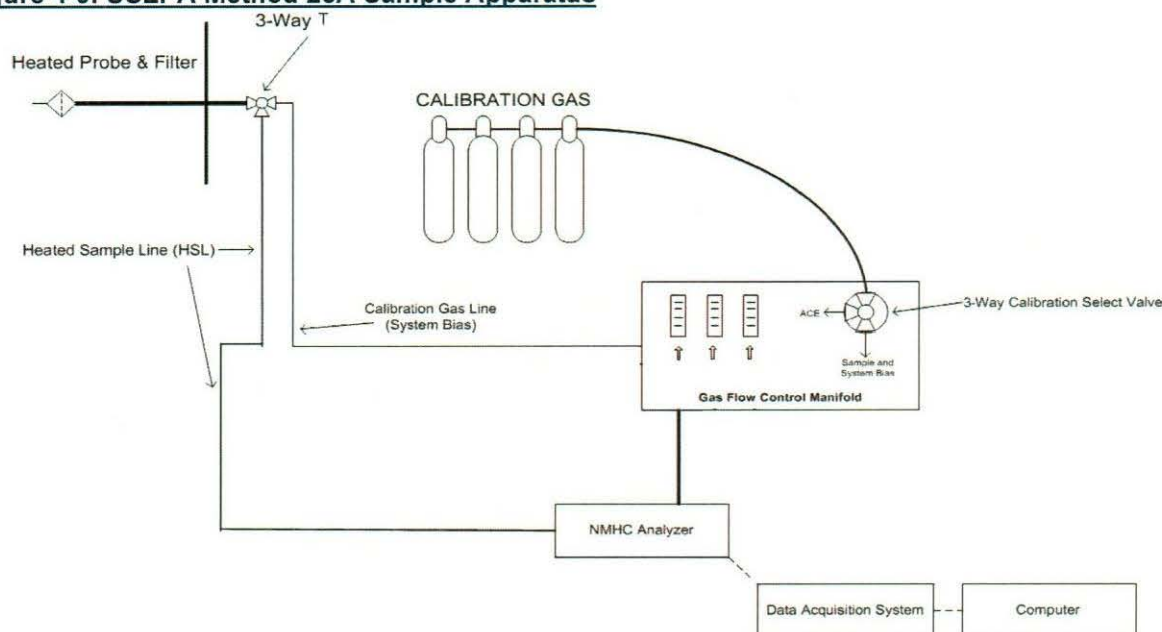 3-Way T
Heated Probe & Filter
CALIBRATION GAS
Heated Sample Line (HSL)
Calibration Gas Line
(System Bias)
3-Way Calibration Select Valve
ACE
Sample and
System Bias
Gas Flow Control Manifold
NMHC Analyzer
Data Acquisition System
Computer